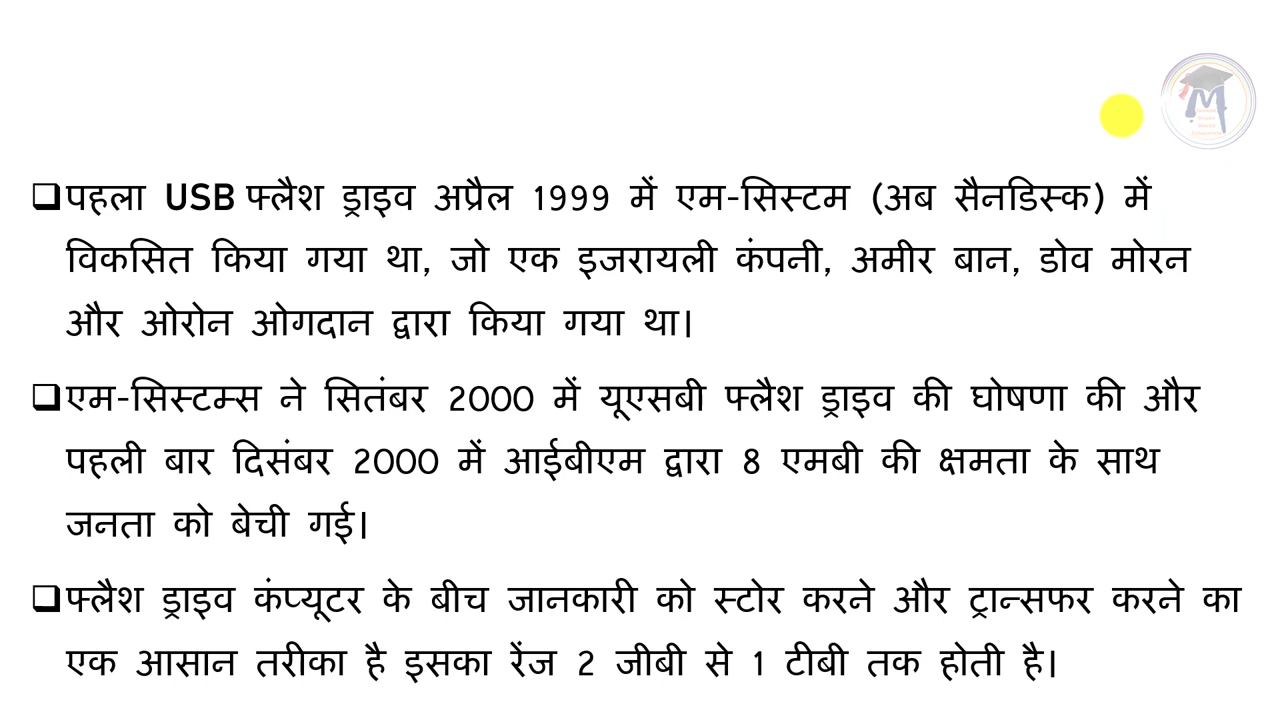 ❑पहला USB फ्लैश ड्राइव अप्रैल 1999 में एम-सिस्टम (अब सैनडिस्क) में
विकसित किया गया था, जो एक इजरायली कंपनी, अमीर बान, डोव मोरन
और ओरोन ओगदान द्वारा किया गया था।
❑एम-सिस्टम्स ने सितंबर 2000 में यूएसबी फ्लैश ड्राइव की घोषणा की और
पहली बार दिसंबर 2000 में आईबीएम द्वारा 8 एमबी की क्षमता के साथ
जनता को बेची गई।
❑फ्लैश ड्राइव कंप्यूटर के बीच जानकारी को स्टोर करने और ट्रान्सफर करने का
एक आसान तरीका है इसका रेंज 2 जीबी से 1 टीबी तक होती है।